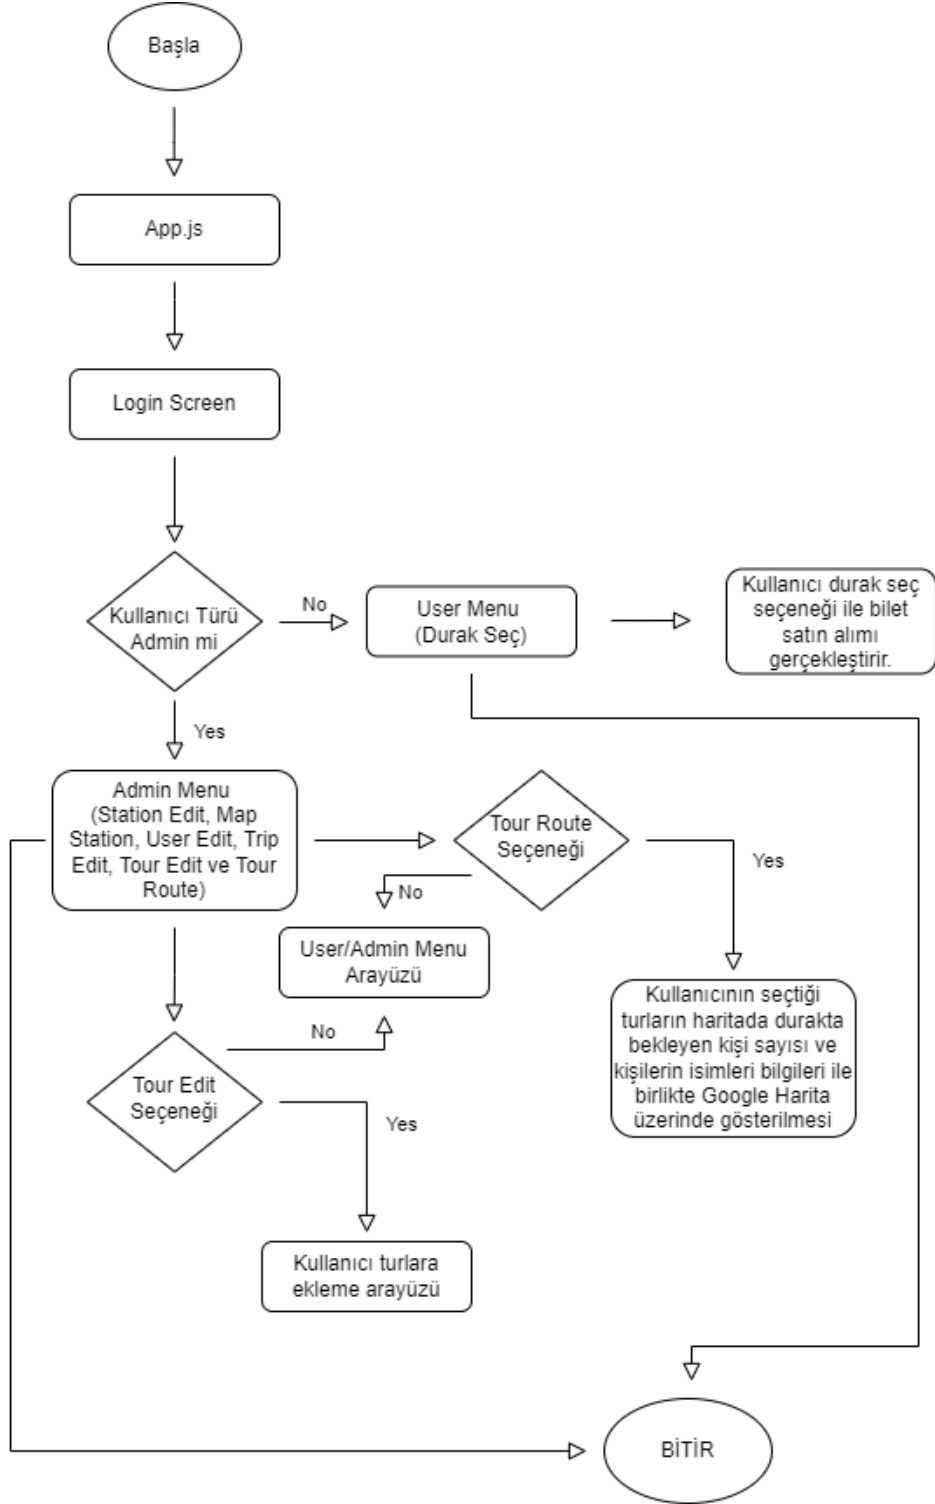 Başla
App.js
Login Screen
Kullanıcı Türü
Admin mi
No
User Menu
(Durak Seç)
Kullanıcı durak seç
seçeneği ile bilet
satın alımı
gerçekleştirir.
Yes
Admin Menu
(Station Edit, Map
Station, User Edit, Trip
Edit, Tour Edit ve Tour
Route)
Tour Route
Seçeneği
Yes
No
User/Admin Menu
Arayüzü
Kullanıcının seçtiği
turların haritada durakta
bekleyen kişi sayısı ve
kişilerin isimleri bilgileri ile
birlikte Google Harita
üzerinde gösterilmesi
No
Tour Edit
Seçeneği
Yes
Kullanıcı turlara
ekleme arayüzü
BİTİR